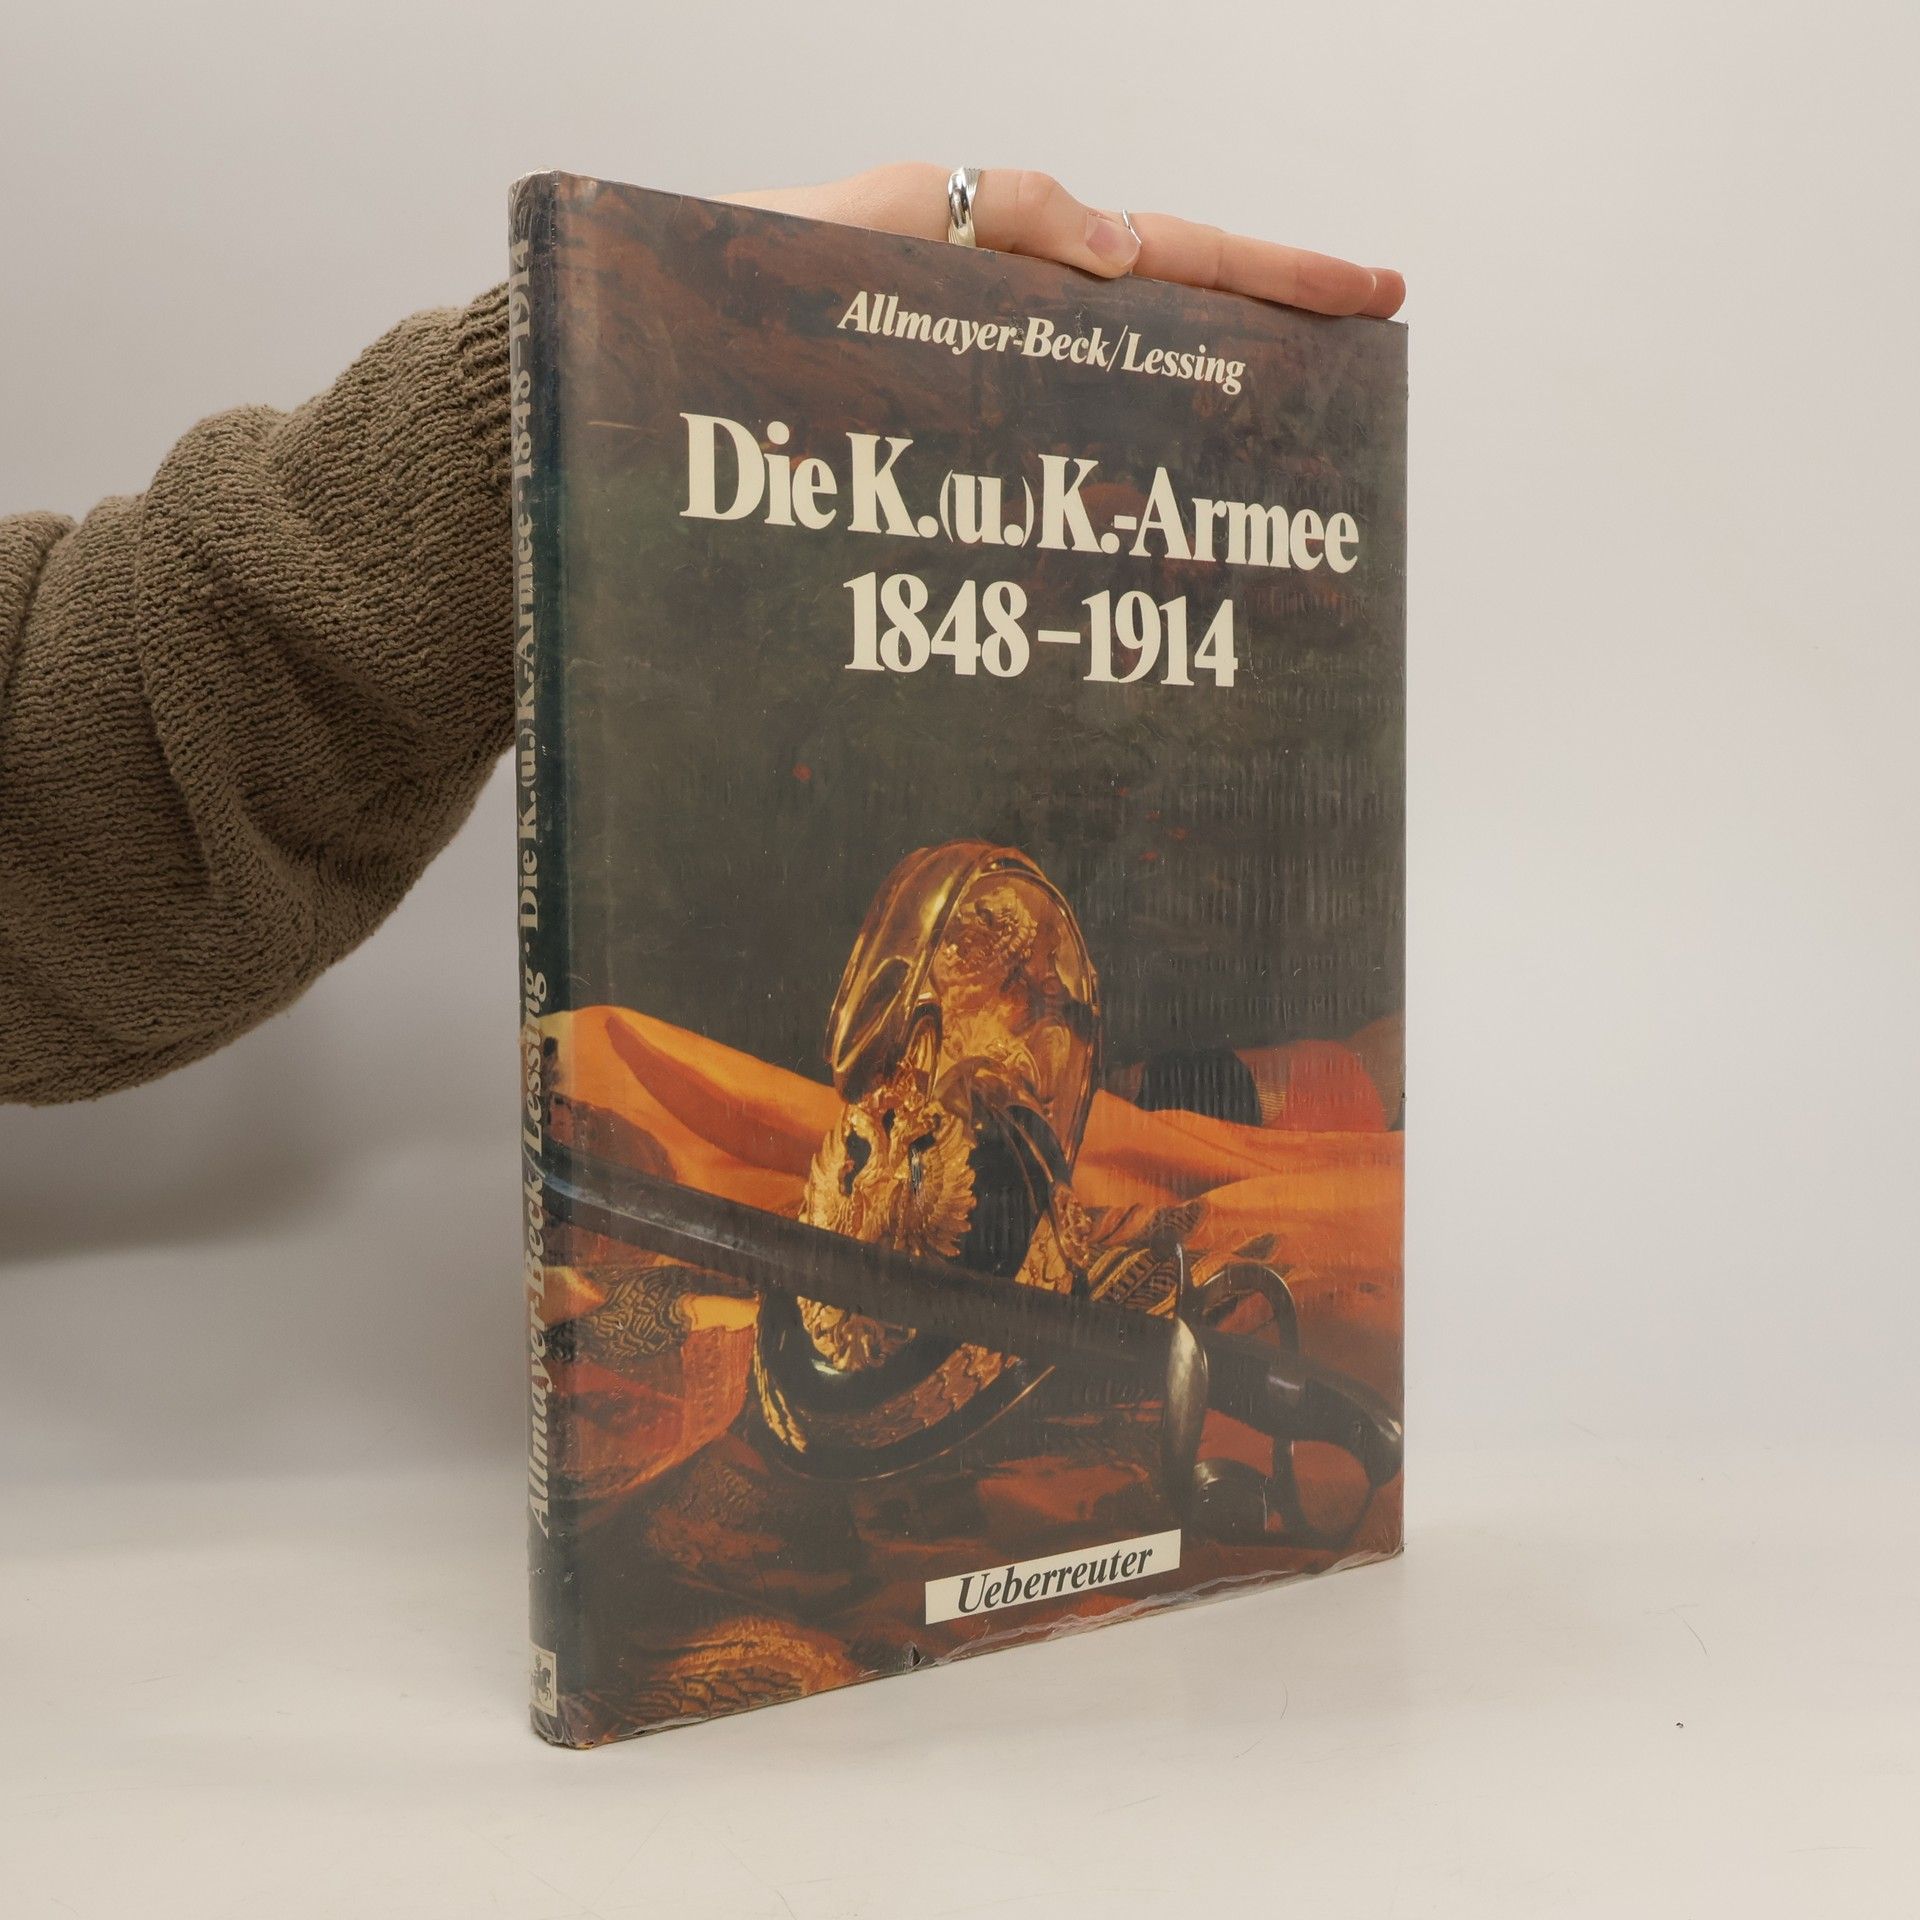 Allmayer-Beck/Lessing
Die K.(u.)K.-Armee
1848–1914
Ueberreuter
Allmayer-Beck/Lessing · Die K.(u.)K.-Armee · 1848–1914